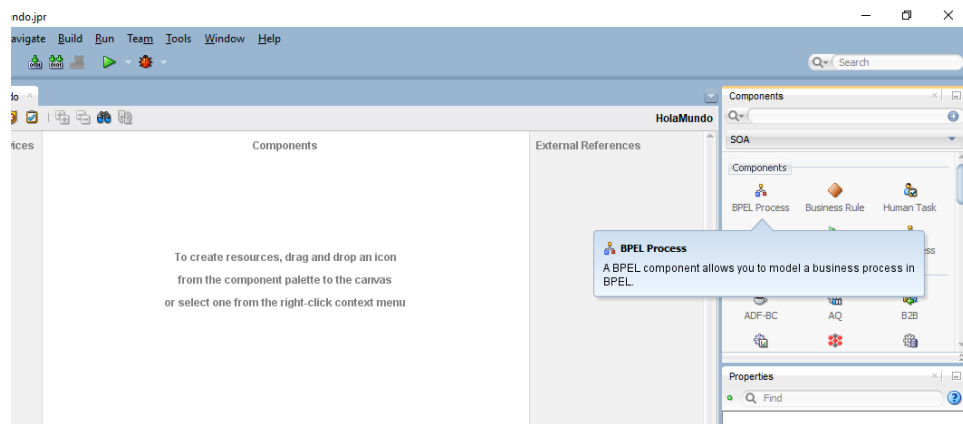 ndo.jpr
avigate Build Run Team Tools Window Help
Search
do
Components
HolaMundo
SOA
vices
Components
External References
Components
BPEL Process Business Rule Human Task
To create resources, drag and drop an icon
from the component palette to the canvas
or select one from the right-click context menu
BPEL Process
A BPEL component allows you to model a business process in
BPEL.
ess
ADF-BC AQ B2B
Properties
Find